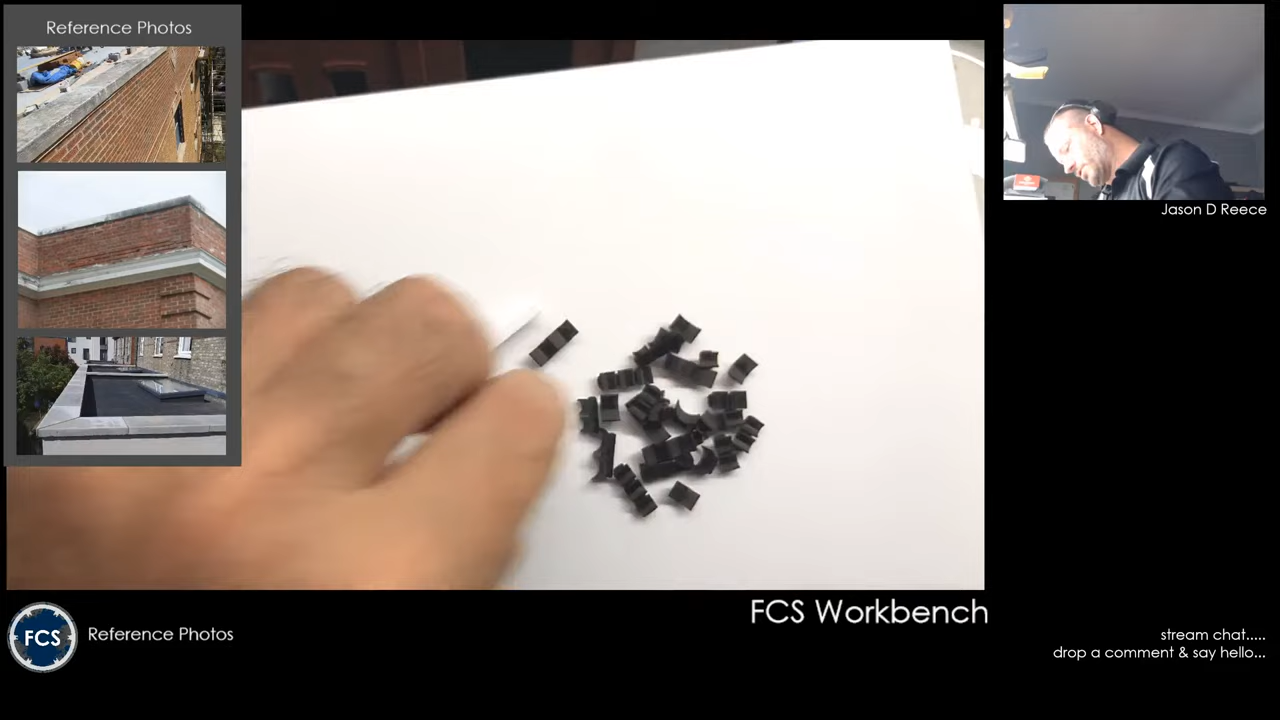 Reference Photos
Jason D Reece
FCS Workbench
FCS
Reference Photos
stream chat.....
drop a comment & say hello...